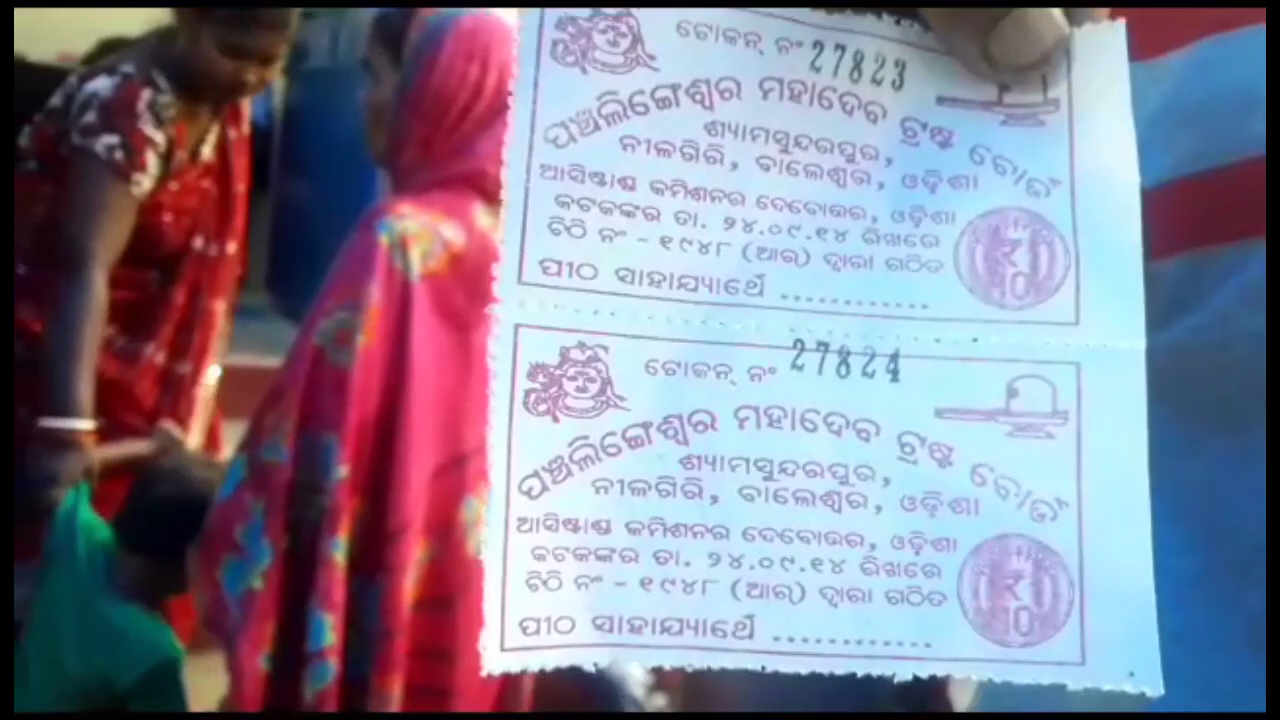 ଟୋକନ୍ ନଂ 27823
ପଞ୍ଚଲିଙ୍ଗେଶ୍ୱର ମହାଦେବ ଟ୍ରଷ୍ଟ ବୋର୍ଡ
ଶ୍ୟାମସୁନ୍ଦରପୁର,
ନୀଳଗିରି, ବାଲେଶ୍ୱର, ଓଡ଼ିଶା
ଆସିଷ୍ଟାଣ୍ଟ କମିଶନର ଦେବୋତ୍ତର, ଓଡ଼ିଶା
କଟକଙ୍କର ତା. ୨୪.୦୯.୧୪ ରିଖରେ
ଚିଠି ନଂ - ୧୯୪୮ (ଆର୍) ଦ୍ୱାରା ଗଠିତ
ପୀଠ ସାହାଯ୍ୟାର୍ଥେ ............
₹
10
ଟୋକନ୍ ନଂ 27824
ପଞ୍ଚଲିଙ୍ଗେଶ୍ୱର ମହାଦେବ ଟ୍ରଷ୍ଟ ବୋର୍ଡ
ଶ୍ୟାମସୁନ୍ଦରପୁର,
ନୀଳଗିରି, ବାଲେଶ୍ୱର, ଓଡ଼ିଶା
ଆସିଷ୍ଟାଣ୍ଟ କମିଶନର ଦେବୋତ୍ତର, ଓଡ଼ିଶା
କଟକଙ୍କର ତା. ୨୪.୦୯.୧୪ ରିଖରେ
ଚିଠି ନଂ - ୧୯୪୮ (ଆର୍) ଦ୍ୱାରା ଗଠିତ
ପୀଠ ସାହାଯ୍ୟାର୍ଥେ ............
₹
10